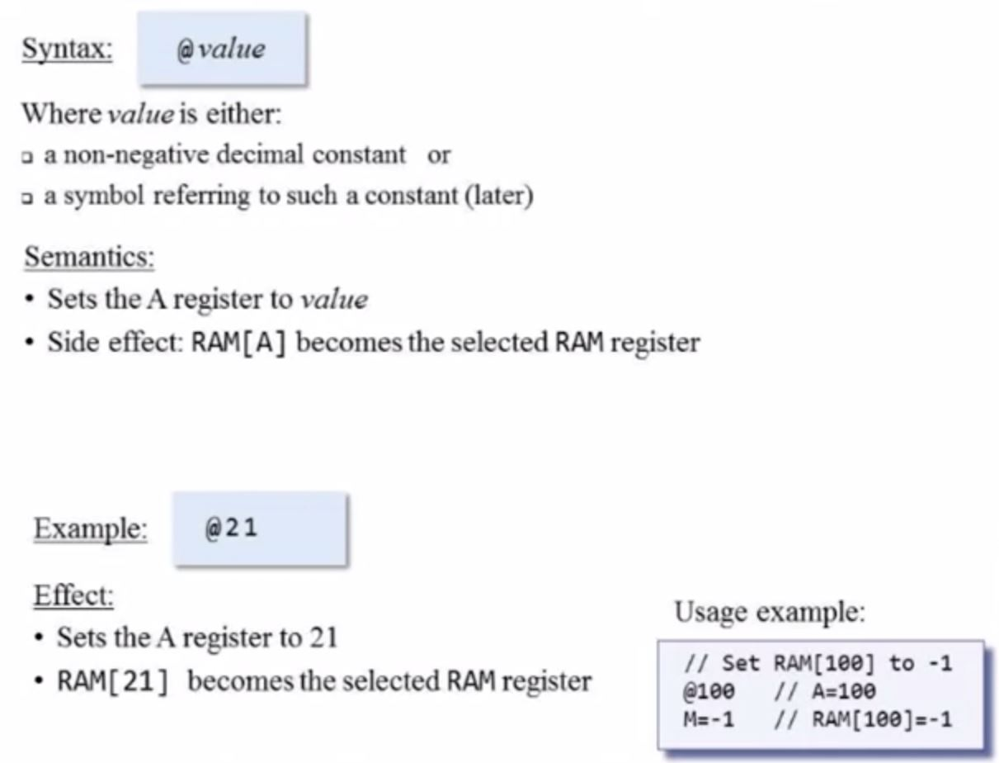 Syntax: @value
Where value is either:
❑ a non-negative decimal constant or
❑ a symbol referring to such a constant (later)
Semantics:
• Sets the A register to value
• Side effect: RAM[A] becomes the selected RAM register
Example: @21
Effect:
• Sets the A register to 21
• RAM[21] becomes the selected RAM register
Usage example:
// Set RAM[100] to -1
@100 // A=100
M=-1 // RAM[100]=-1